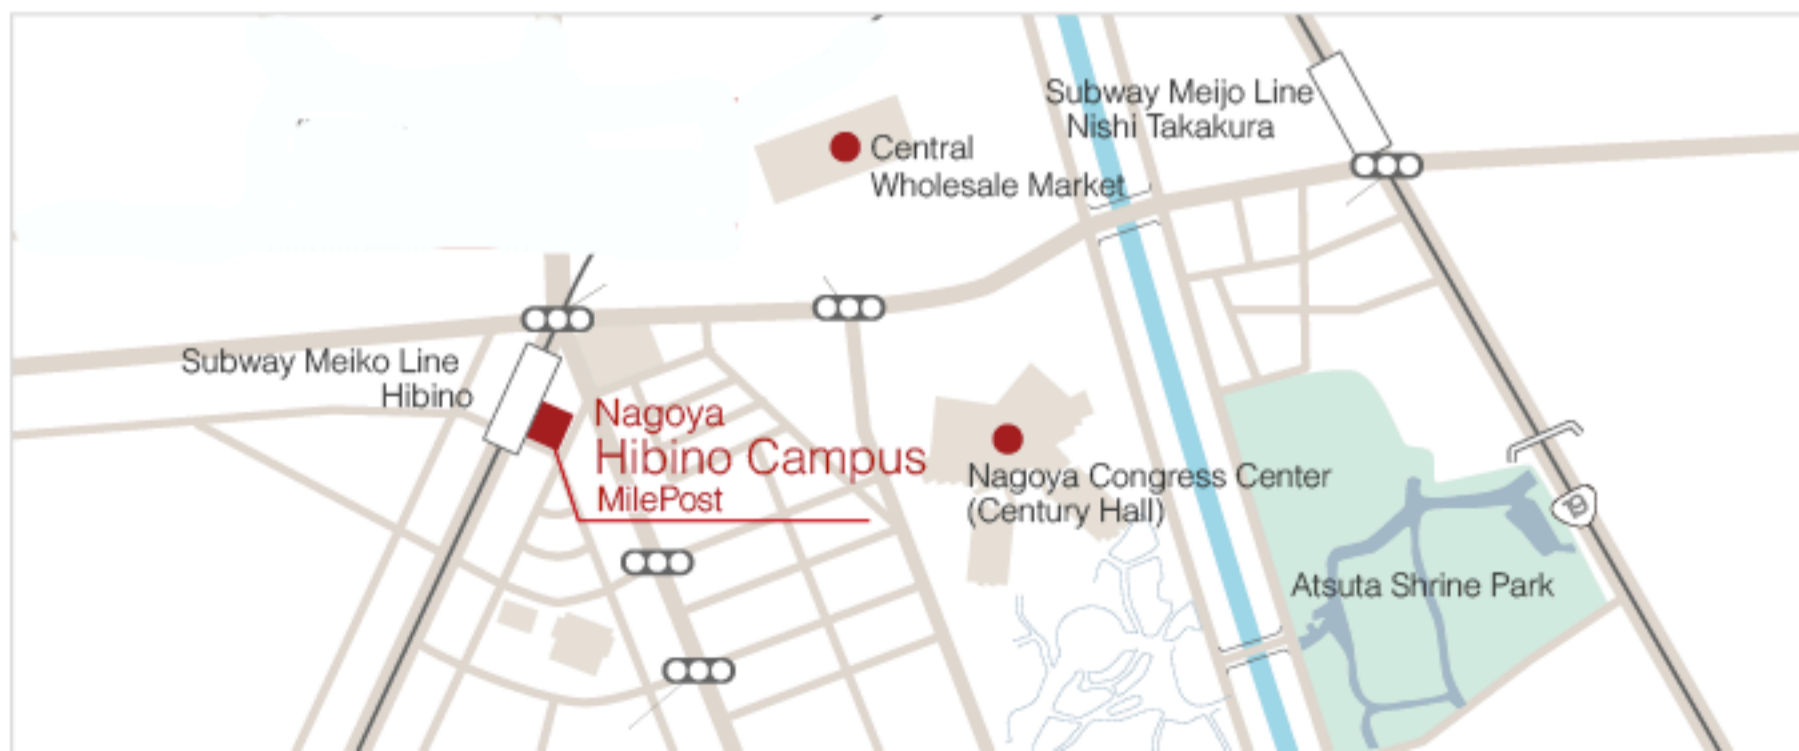 Subway Meijo Line
Nishi Takakura
Central
Wholesale Market
Subway Meiko Line
Hibino
Nagoya
Hibino Campus
MilePost
Nagoya Congress Center
(Century Hall)
19
Atsuta Shrine Park